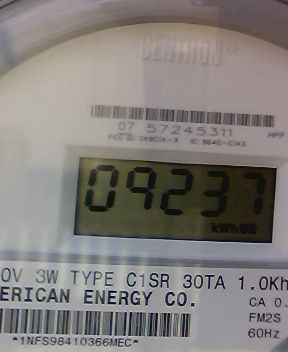 CENTRON®
07 57245311
HPP
09237
kWh
0V 3W TYPE C1SR 30TA 1.0Kh
ERICAN ENERGY CO.
CA 0.
FM2S
60Hz
*1NFS98410366MEC*